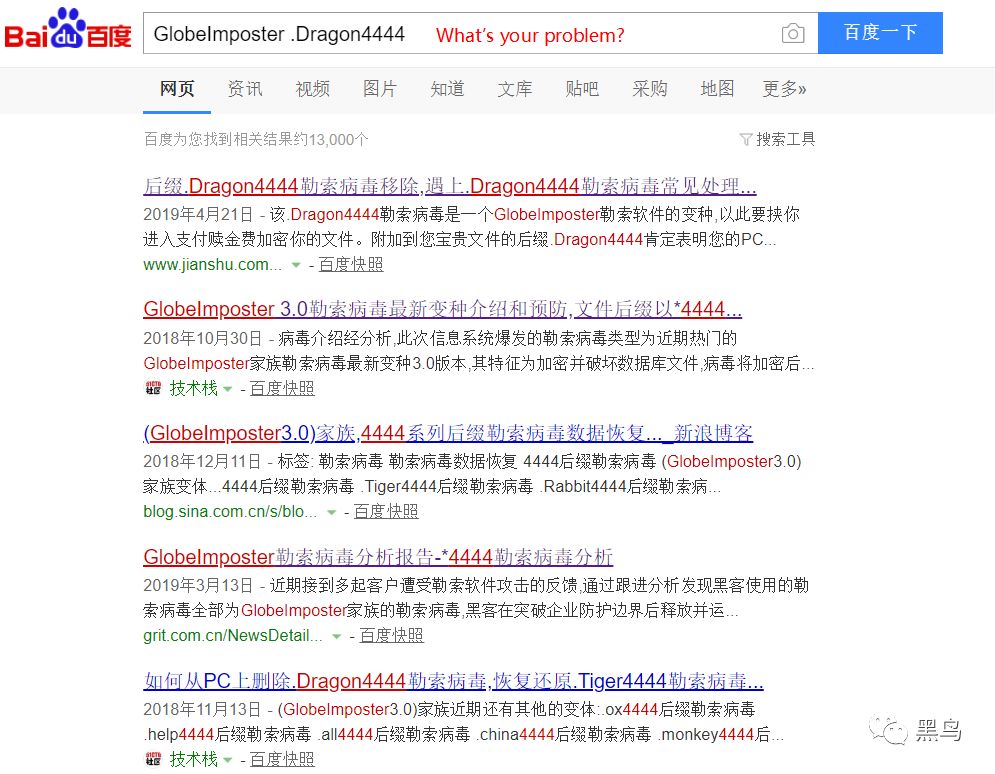 Bai du 百度
GlobeImposter .Dragon4444 What's your problem? 百度一下
网页 资讯 视频 图片 知道 文库 贴吧 采购 地图 更多»
百度为您找到相关结果约13,000个 搜索工具
后缀.Dragon4444勒索病毒移除,遇上.Dragon4444勒索病毒常见处理...
2019年4月21日 - 该.Dragon4444勒索病毒是一个GlobeImposter勒索软件的变种,以此要挟你
进入支付赎金费加密你的文件。附加到您宝贵文件的后缀.Dragon4444肯定表明您的PC...
www.jianshu.com... - 百度快照
GlobeImposter 3.0勒索病毒最新变种介绍和预防,文件后缀以*4444...
2018年10月30日 - 病毒介绍经分析,此次信息系统爆发的勒索病毒类型为近期热门的
GlobeImposter家族勒索病毒最新变种3.0版本,其特征为加密并破坏数据库文件,病毒将加密后...
技术栈 - 百度快照
(GlobeImposter3.0)家族,4444系列后缀勒索病毒数据恢复..._新浪博客
2018年12月11日 - 标签: 勒索病毒 勒索病毒数据恢复 4444后缀勒索病毒 (GlobeImposter3.0)
家族变体...4444后缀勒索病毒 .Tiger4444后缀勒索病毒 .Rabbit4444后缀勒索病...
blog.sina.com.cn/s/blo... - 百度快照
GlobeImposter勒索病毒分析报告-*4444勒索病毒分析
2019年3月13日 - 近期接到多起客户遭受勒索软件攻击的反馈,通过跟进分析发现黑客使用的勒
索病毒全部为GlobeImposter家族的勒索病毒,黑客在突破企业防护边界后释放并运...
grit.com.cn/NewsDetail... - 百度快照
如何从PC上删除.Dragon4444勒索病毒,恢复还原.Tiger4444勒索病毒...
2018年11月13日 - (GlobeImposter3.0)家族近期还有其他的变体:.ox4444后缀勒索病毒
.help4444后缀勒索病毒 .all4444后缀勒索病毒 .china4444后缀勒索病毒 .monkey4444后...
技术栈 - 百度快照
黑鸟